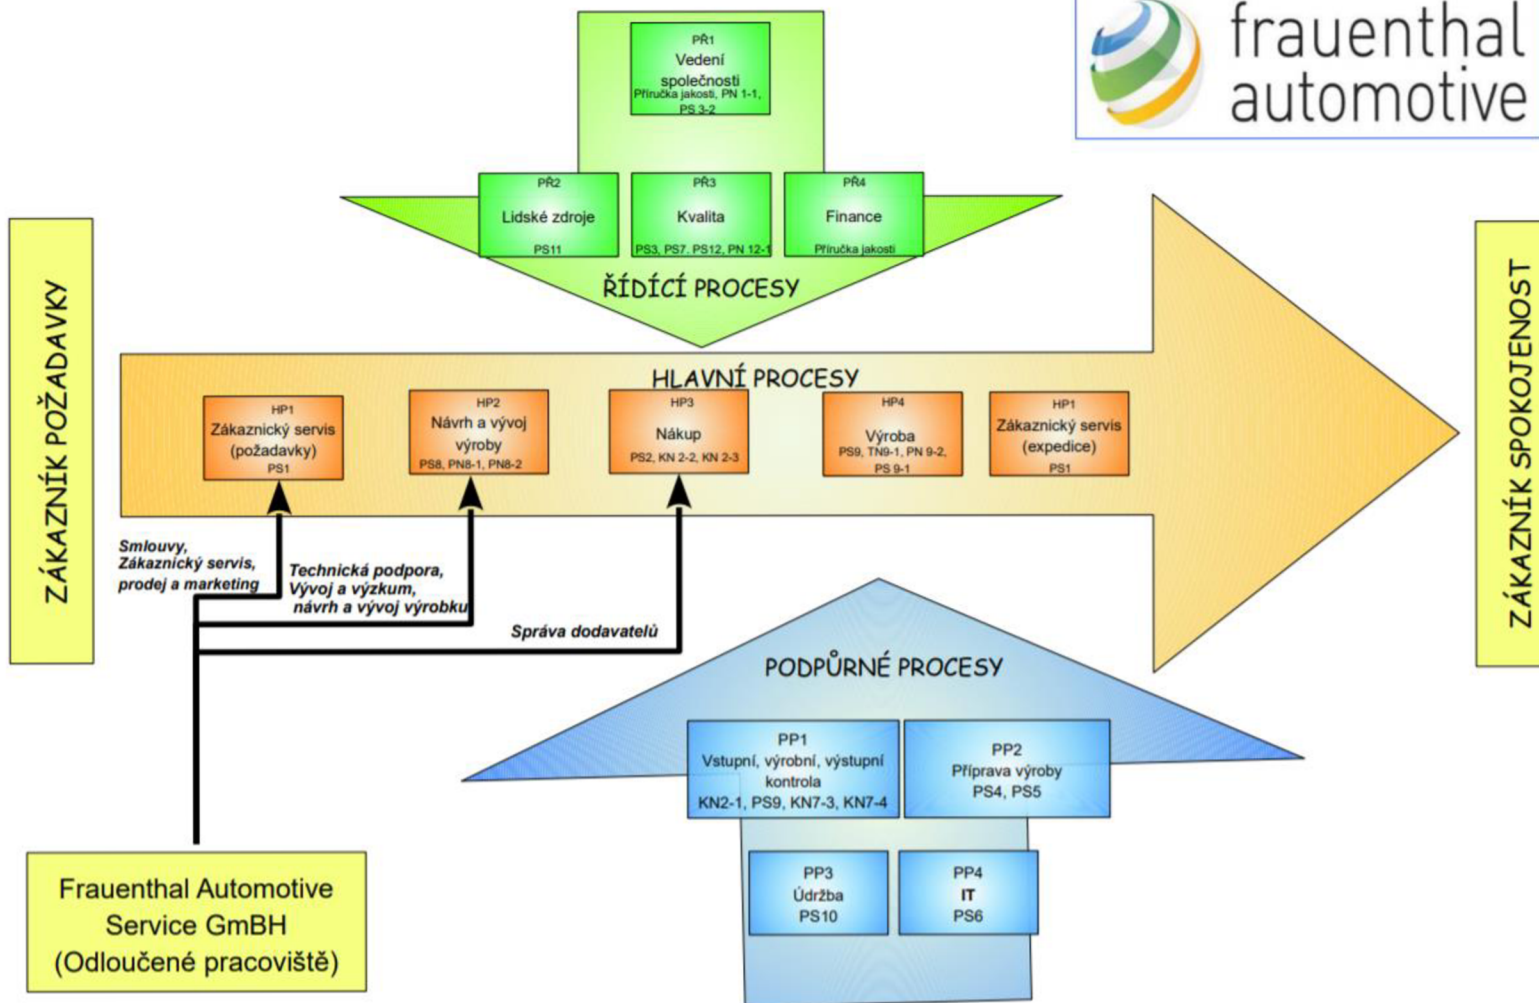 frauenthal
automotive
PŘ1
Vedení
společnosti
Příručka jakosti, PN 1-1,
PS 3-2
PŘ2
Lidské zdroje
PS11
PŘ3
Kvalita
PS3, PS7. PS12, PN 12-1
PŘ4
Finance
Příručka jakosti
ŘÍDÍCÍ PROCESY
ZÁKAZNÍK POŽADAVKY
HLAVNÍ PROCESY
HP1
Zákaznický servis
(požadavky)
PS1
HP2
Návrh a vývoj
výroby
PS8, PN8-1, PN8-2
HP3
Nákup
PS2, KN 2-2, KN 2-3
HP4
Výroba
PS9, TN9-1, PN 9-2,
PS 9-1
HP1
Zákaznický servis
(expedice)
PS1
ZÁKAZNÍK SPOKOJENOST
Smlouvy,
Zákaznický servis,
prodej a marketing
Technická podpora,
Vývoj a výzkum,
návrh a vývoj výrobku
Správa dodavatelů
PODPŮRNÉ PROCESY
PP1
Vstupní, výrobní, výstupní
kontrola
KN2-1, PS9, KN7-3, KN7-4
PP2
Příprava výroby
PS4, PS5
PP3
Údržba
PS10
PP4
IT
PS6
Frauenthal Automotive
Service GmBH
(Odloučené pracoviště)